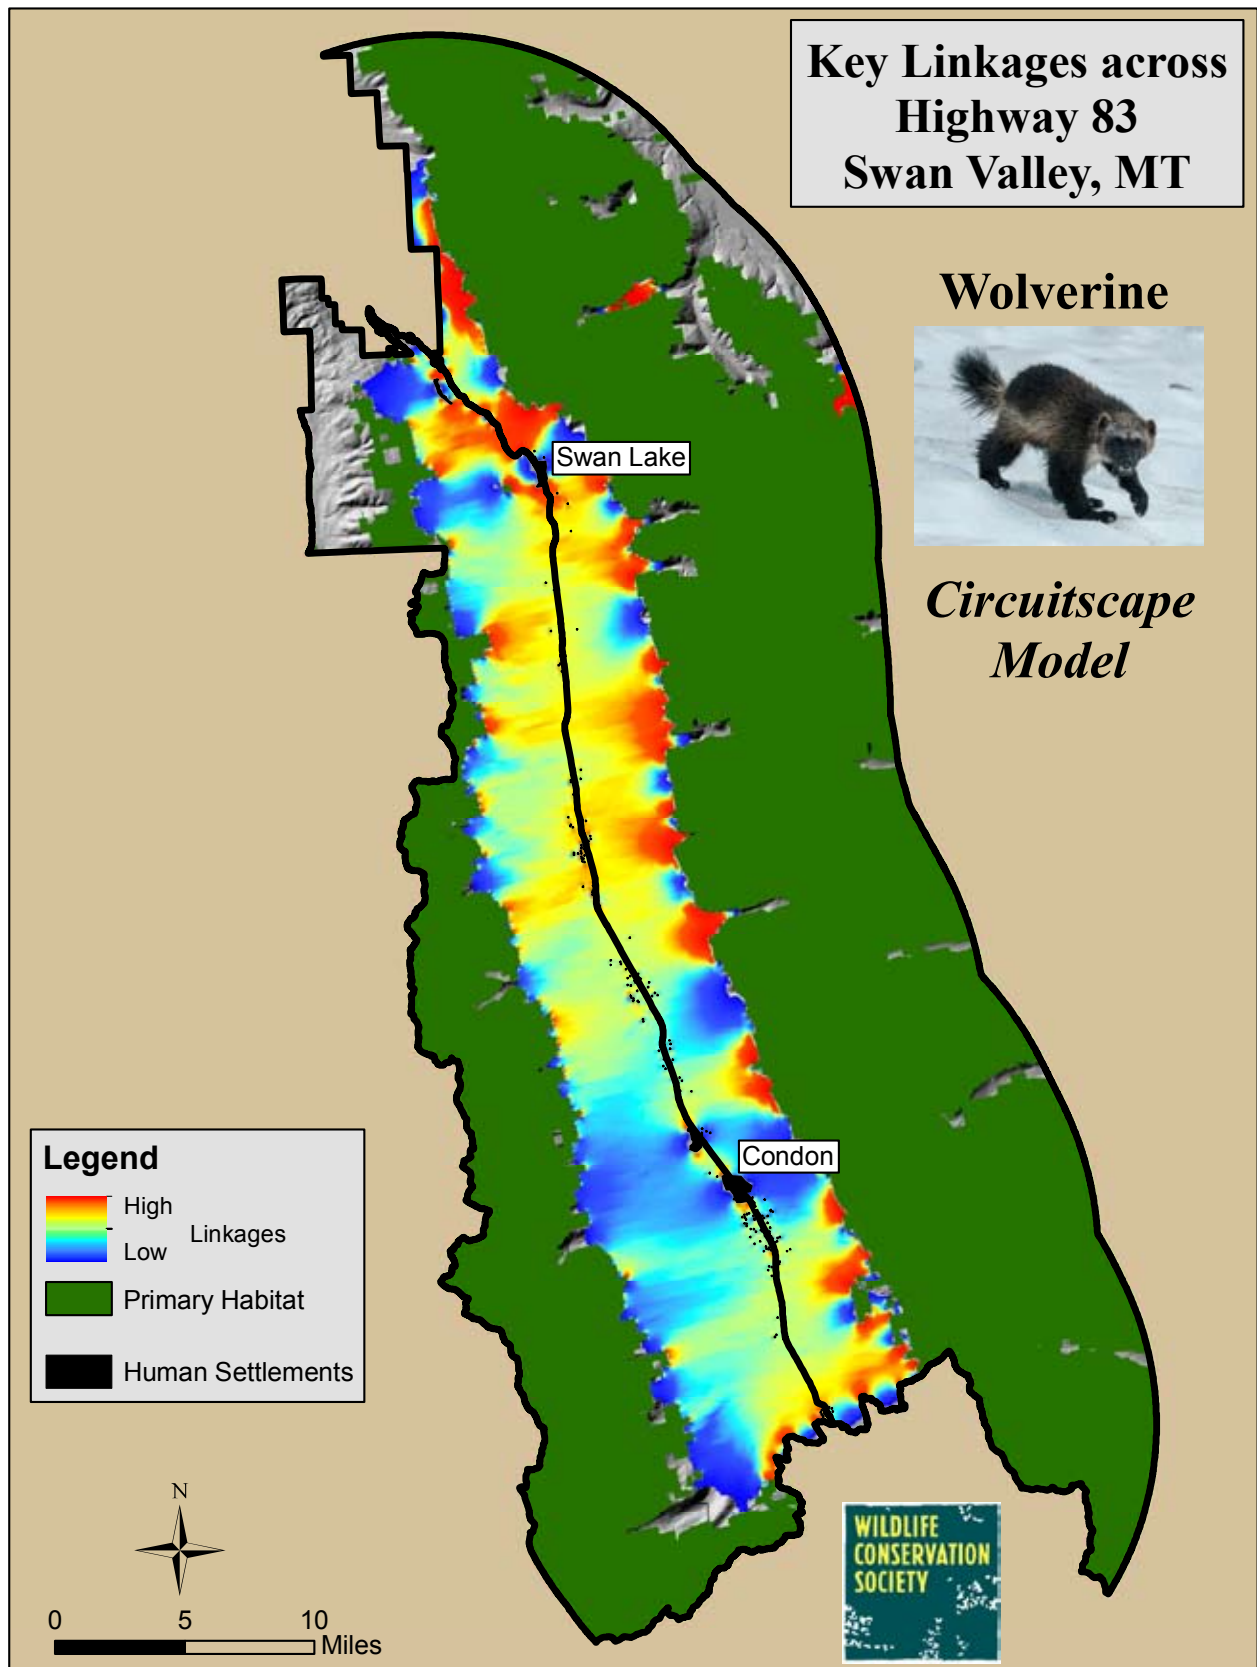 Key Linkages across
Highway 83
Swan Valley, MT
Wolverine
Swan Lake
Circuitscape
Model
Condon
Legend
High
Linkages
Low
Primary Habitat
Human Settlements
N
0 5 10
Miles
WILDLIFE
CONSERVATION
SOCIETY